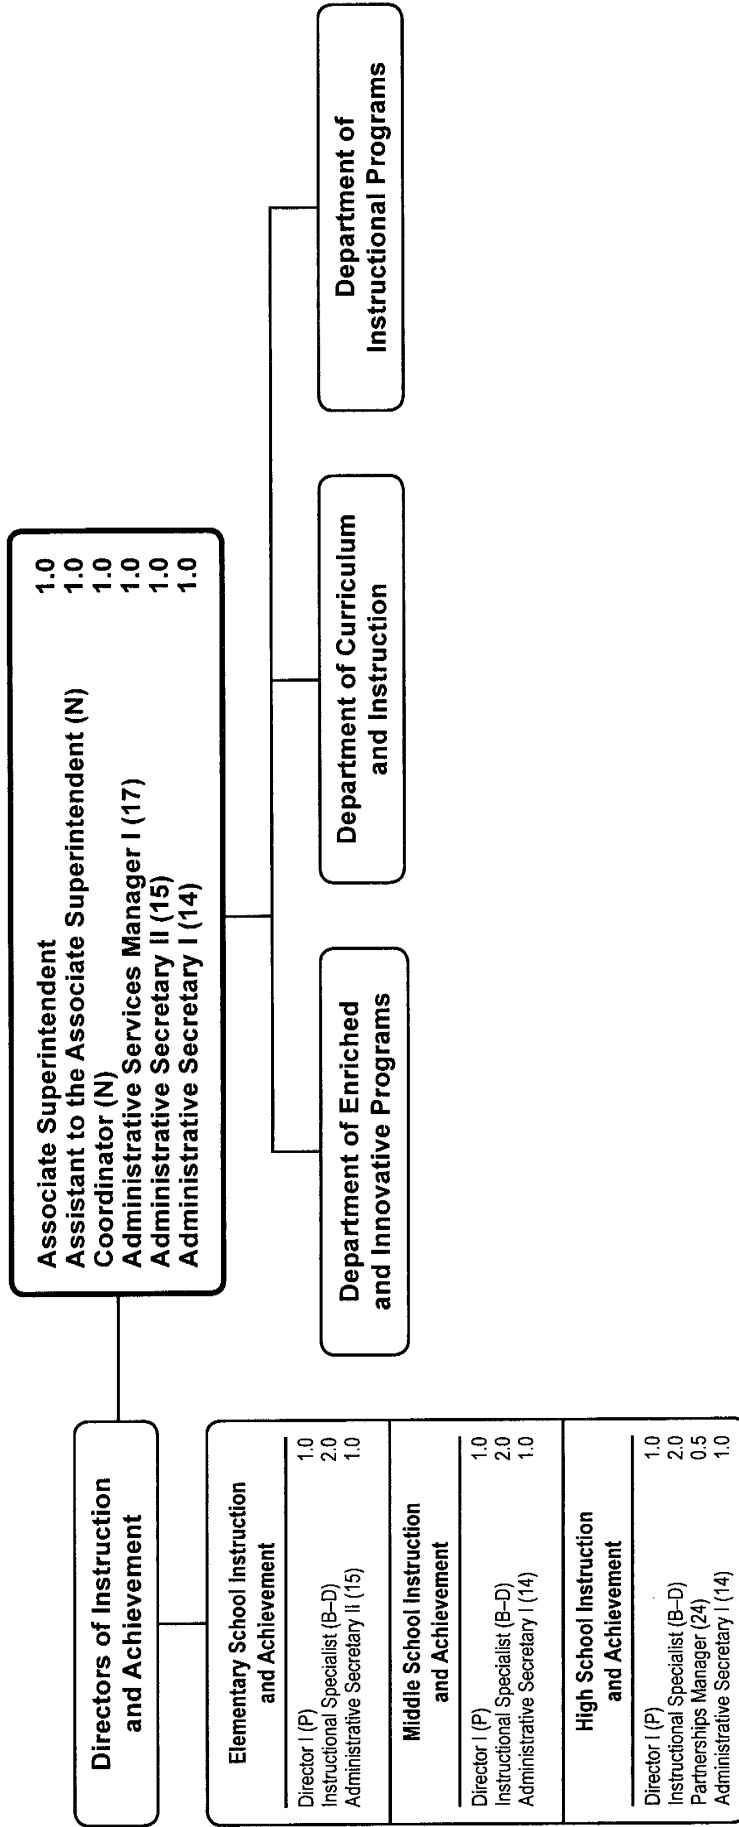 Associate Superintendent 1.0
Assistant to the Associate Superintendent (N) 1.0
Coordinator (N) 1.0
Administrative Services Manager I (17) 1.0
Administrative Secretary II (15) 1.0
Administrative Secretary I (14) 1.0
Directors of Instruction
and Achievement
Elementary School Instruction
and Achievement
Director I (P) 1.0
Instructional Specialist (B–D) 2.0
Administrative Secretary II (15) 1.0
Middle School Instruction
and Achievement
Director I (P) 1.0
Instructional Specialist (B–D) 2.0
Administrative Secretary I (14) 1.0
High School Instruction
and Achievement
Director I (P) 1.0
Instructional Specialist (B–D) 2.0
Partnerships Manager (24) 0.5
Administrative Secretary I (14) 1.0
Department of Enriched
and Innovative Programs
Department of Curriculum
and Instruction
Department of
Instructional Programs